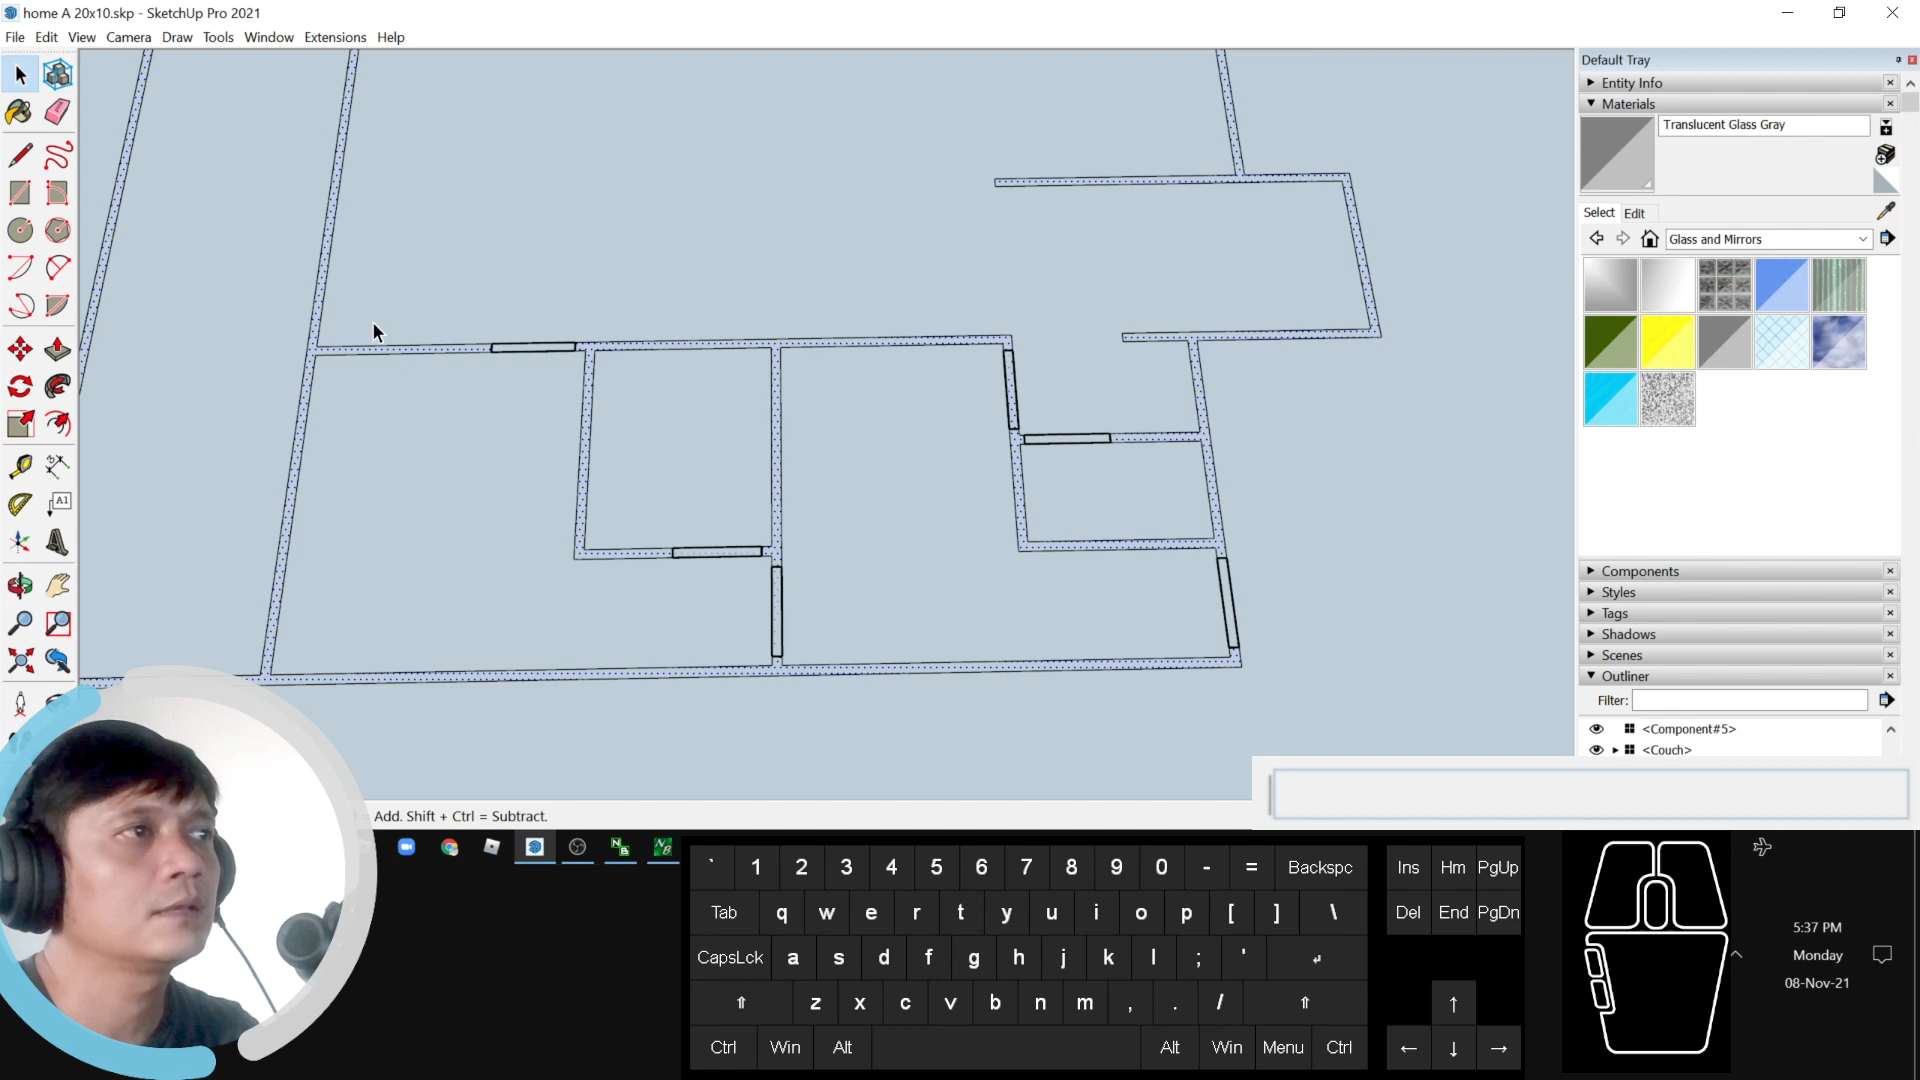 home A 20x10.skp - SketchUp Pro 2021
File Edit View Camera Draw Tools Window Extensions Help
Default Tray
Entity Info
Materials
Translucent Glass Gray
Select Edit
Glass and Mirrors
A1
Components
Styles
Tags
Shadows
Scenes
Outliner
Filter:
<Component#5>
<Couch>
= Add. Shift + Ctrl = Subtract.
` 1 2 3 4 5 6 7 8 9 0 - = Backspc Ins Hm PgUp
Tab q w e r t y u i o p [ ] \ Del End PgDn
CapsLck a s d f g h j k l ; ' ↵
⇧ z x c v b n m , . / ⇧ ↑
Ctrl Win Alt Alt Win Menu Ctrl ← ↓ →
5:37 PM
Monday
08-Nov-21